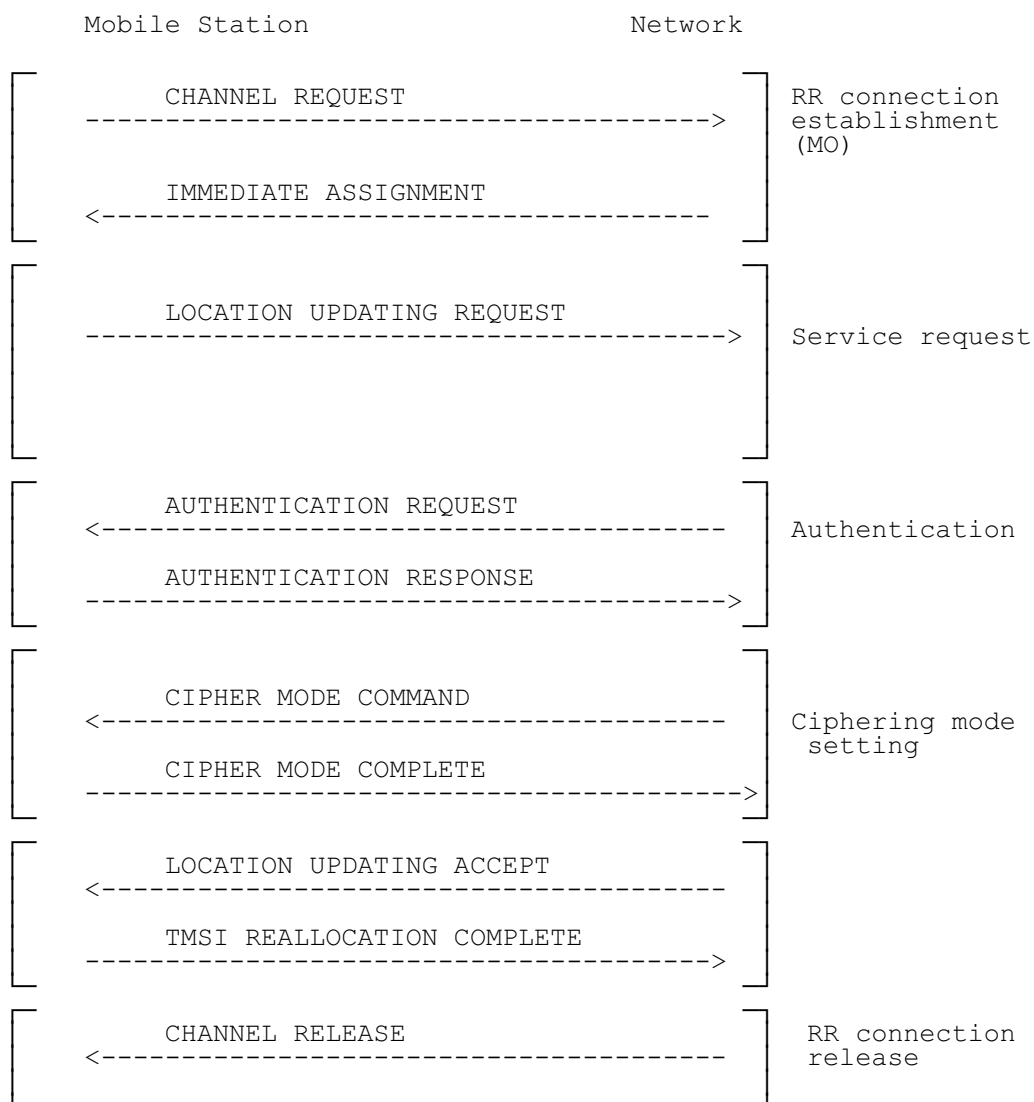 Mobile Station Network
CHANNEL REQUEST RR connection
---------------------------------------> establishment
(MO)
IMMEDIATE ASSIGNMENT
<--------------------------------------
LOCATION UPDATING REQUEST
----------------------------------------> Service request
AUTHENTICATION REQUEST
<--------------------------------------- Authentication
AUTHENTICATION RESPONSE
---------------------------------------->
CIPHER MODE COMMAND
<--------------------------------------- Ciphering mode
setting
CIPHER MODE COMPLETE
----------------------------------------->
LOCATION UPDATING ACCEPT
<---------------------------------------
TMSI REALLOCATION COMPLETE
--------------------------------------->
CHANNEL RELEASE RR connection
<--------------------------------------- release